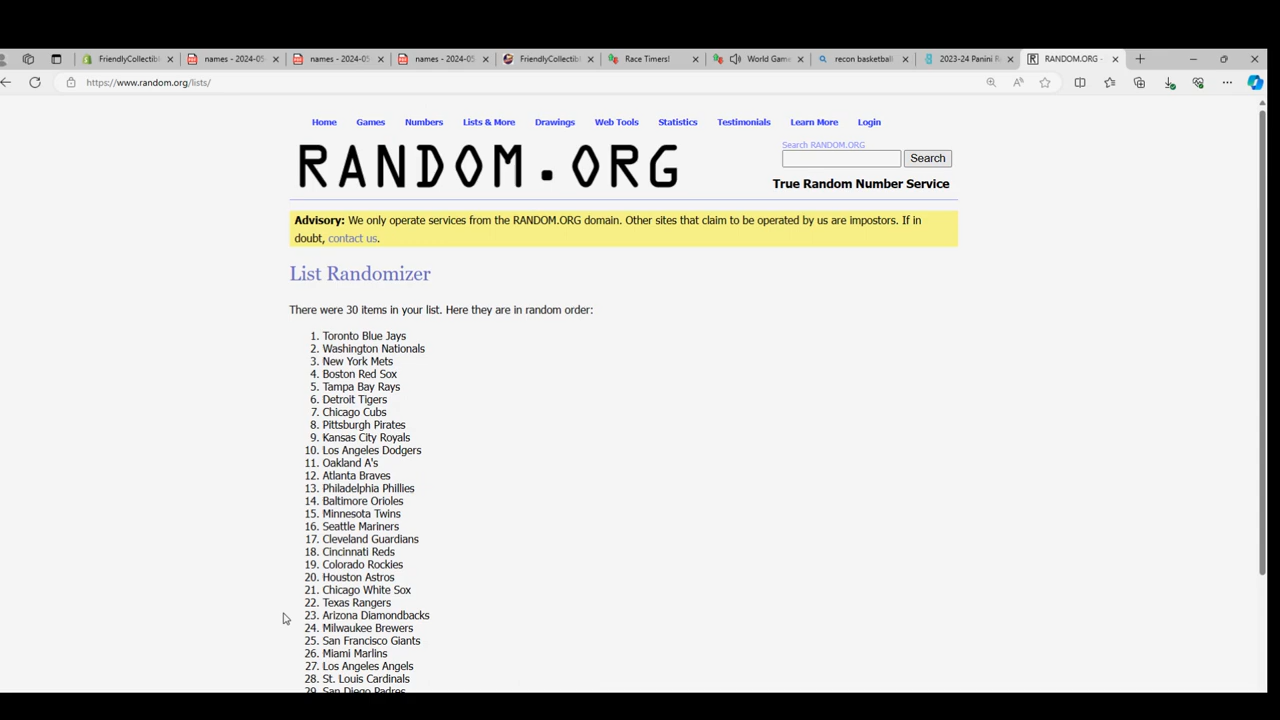 FriendlyCollectibl
names - 2024-05
names - 2024-05
names - 2024-05
FriendlyCollectibl
Race Timers!
World Game
recon basketball
2023-24 Panini R
RANDOM.ORG -
https://www.random.org/lists/
Home Games Numbers Lists & More Drawings Web Tools Statistics Testimonials Learn More Login
RANDOM.ORG
Search RANDOM.ORG
Search
True Random Number Service
Advisory: We only operate services from the RANDOM.ORG domain. Other sites that claim to be operated by us are impostors. If in
doubt, contact us.
List Randomizer
There were 30 items in your list. Here they are in random order:
1. Toronto Blue Jays
2. Washington Nationals
3. New York Mets
4. Boston Red Sox
5. Tampa Bay Rays
6. Detroit Tigers
7. Chicago Cubs
8. Pittsburgh Pirates
9. Kansas City Royals
10. Los Angeles Dodgers
11. Oakland A's
12. Atlanta Braves
13. Philadelphia Phillies
14. Baltimore Orioles
15. Minnesota Twins
16. Seattle Mariners
17. Cleveland Guardians
18. Cincinnati Reds
19. Colorado Rockies
20. Houston Astros
21. Chicago White Sox
22. Texas Rangers
23. Arizona Diamondbacks
24. Milwaukee Brewers
25. San Francisco Giants
26. Miami Marlins
27. Los Angeles Angels
28. St. Louis Cardinals
29. San Diego Padres